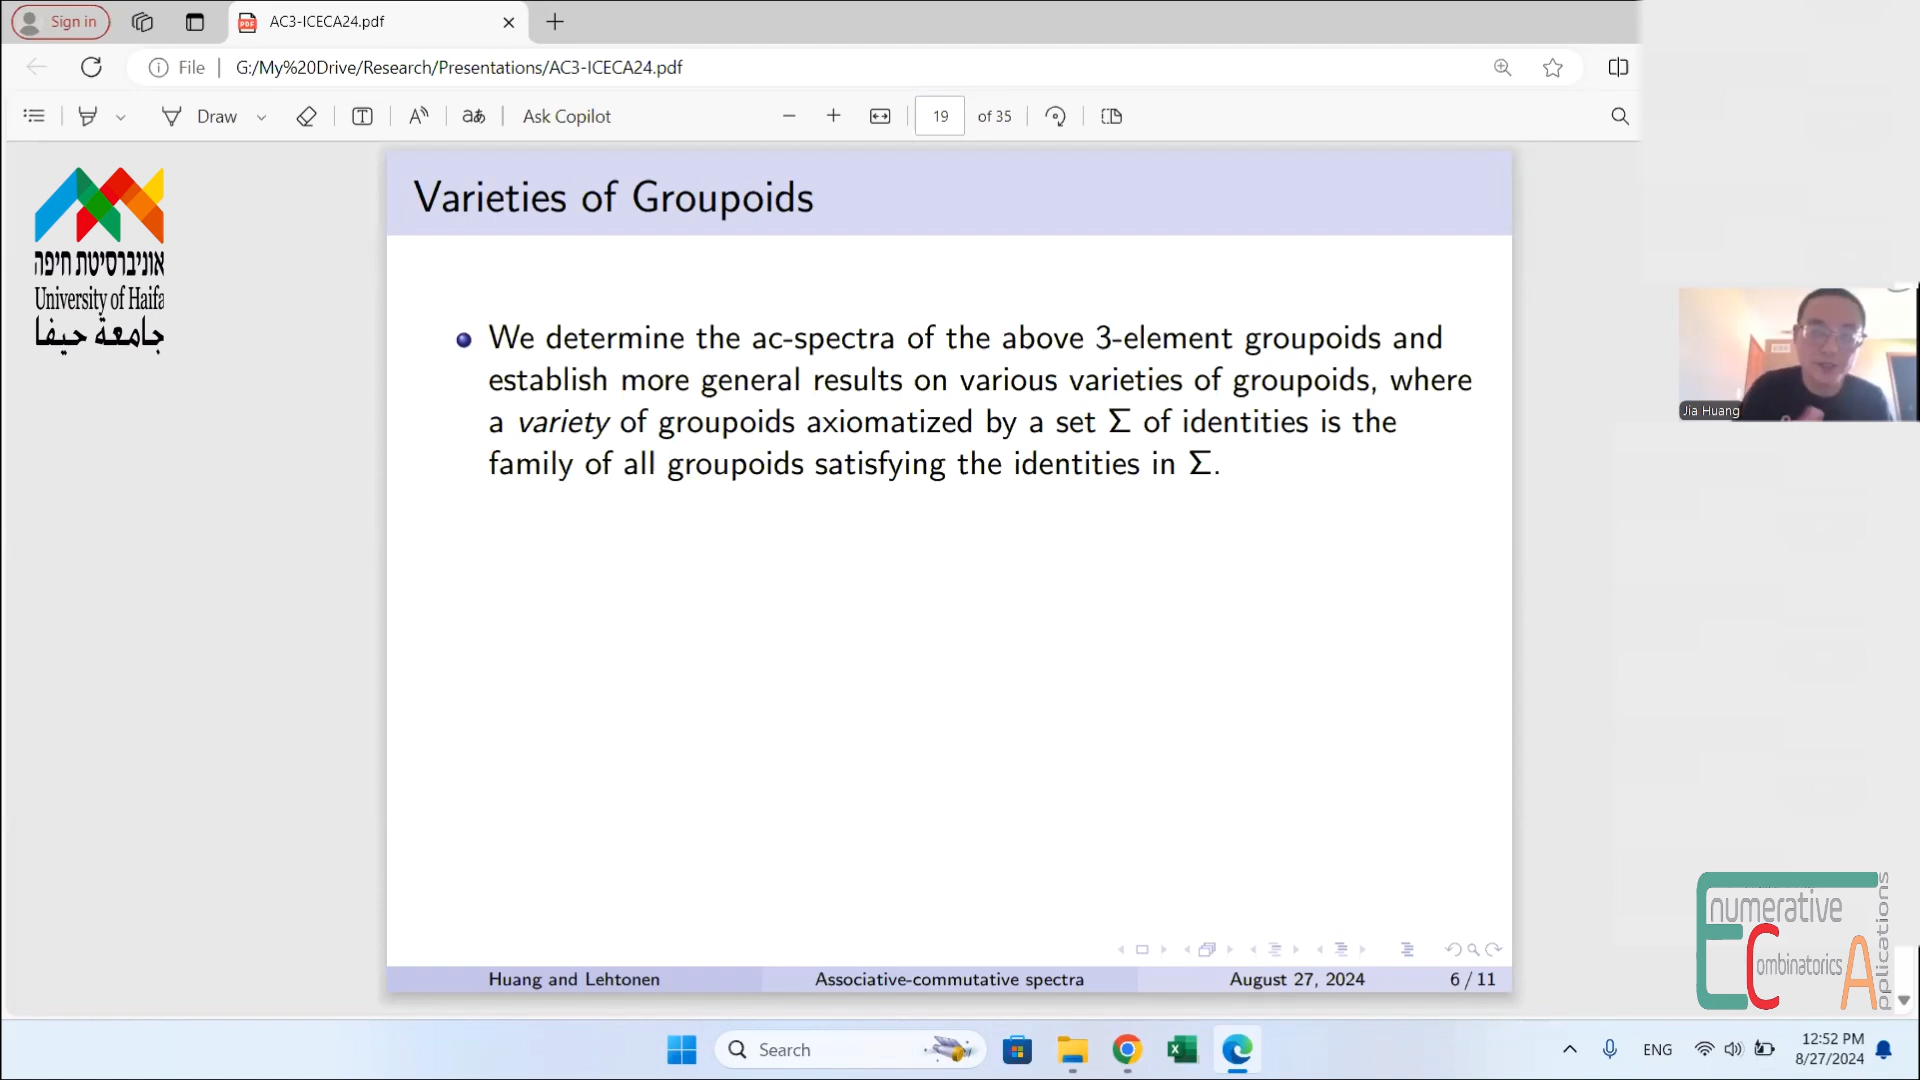 Sign in
AC3-ICECA24.pdf
File
G:/My%20Drive/Research/Presentations/AC3-ICECA24.pdf
Draw
Ask Copilot
19 of 35
אוניברסיטת חיפה
University of Haifa
جامعة حيفا
Varieties of Groupoids
We determine the ac-spectra of the above 3-element groupoids and
establish more general results on various varieties of groupoids, where
a variety of groupoids axiomatized by a set Σ of identities is the
family of all groupoids satisfying the identities in Σ.
Jia Huang
Enumerative
Combinatorics
Applications
Huang and Lehtonen
Associative-commutative spectra
August 27, 2024
6 / 11
Search
ENG
12:52 PM
8/27/2024